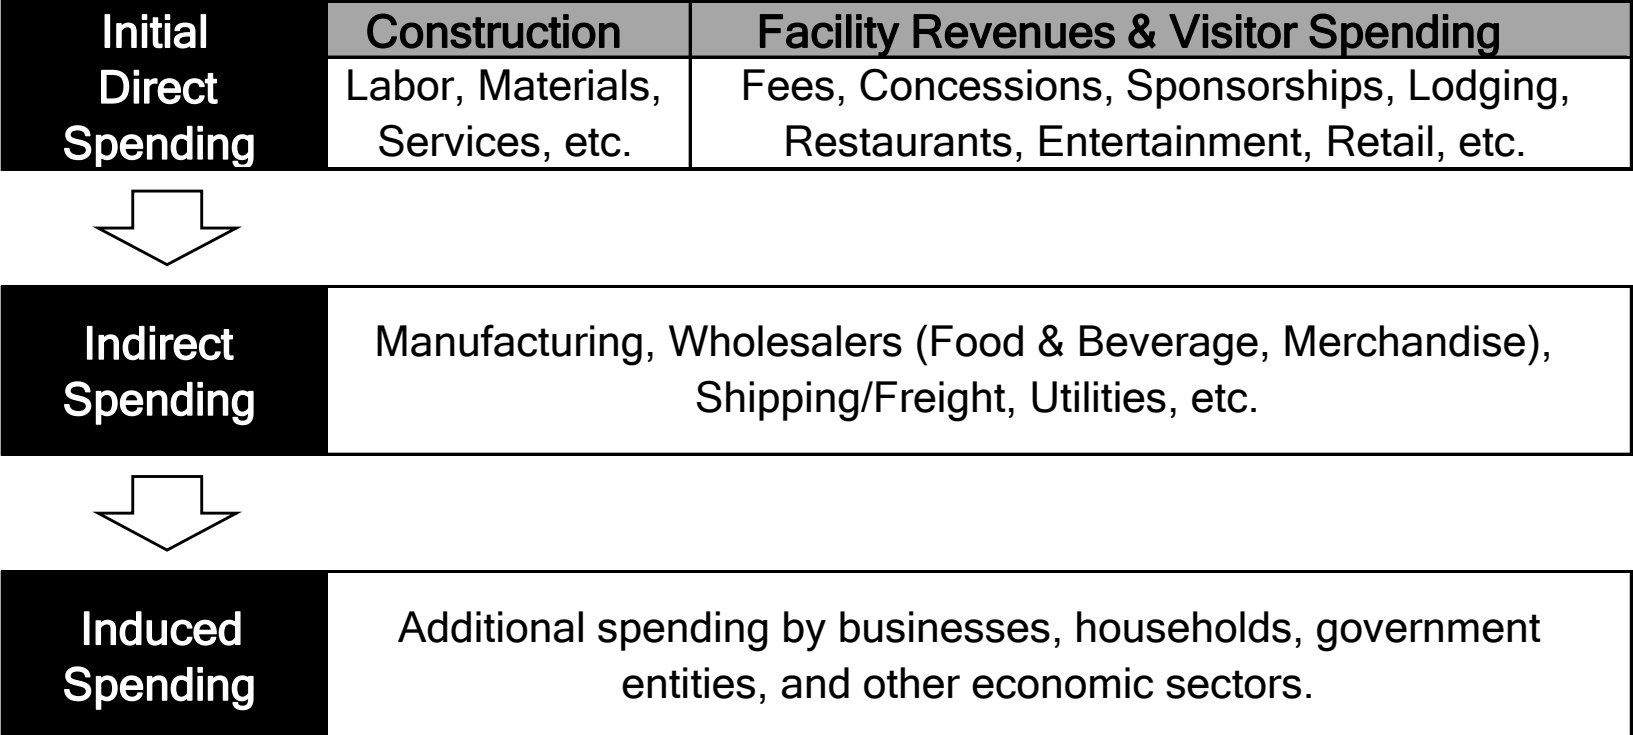 Initial
Direct
Spending
Construction
Labor, Materials,
Services, etc.
Facility Revenues & Visitor Spending
Fees, Concessions, Sponsorships, Lodging,
Restaurants, Entertainment, Retail, etc.
Indirect
Spending
Manufacturing, Wholesalers (Food & Beverage, Merchandise),
Shipping/Freight, Utilities, etc.
Induced
Spending
Additional spending by businesses, households, government
entities, and other economic sectors.